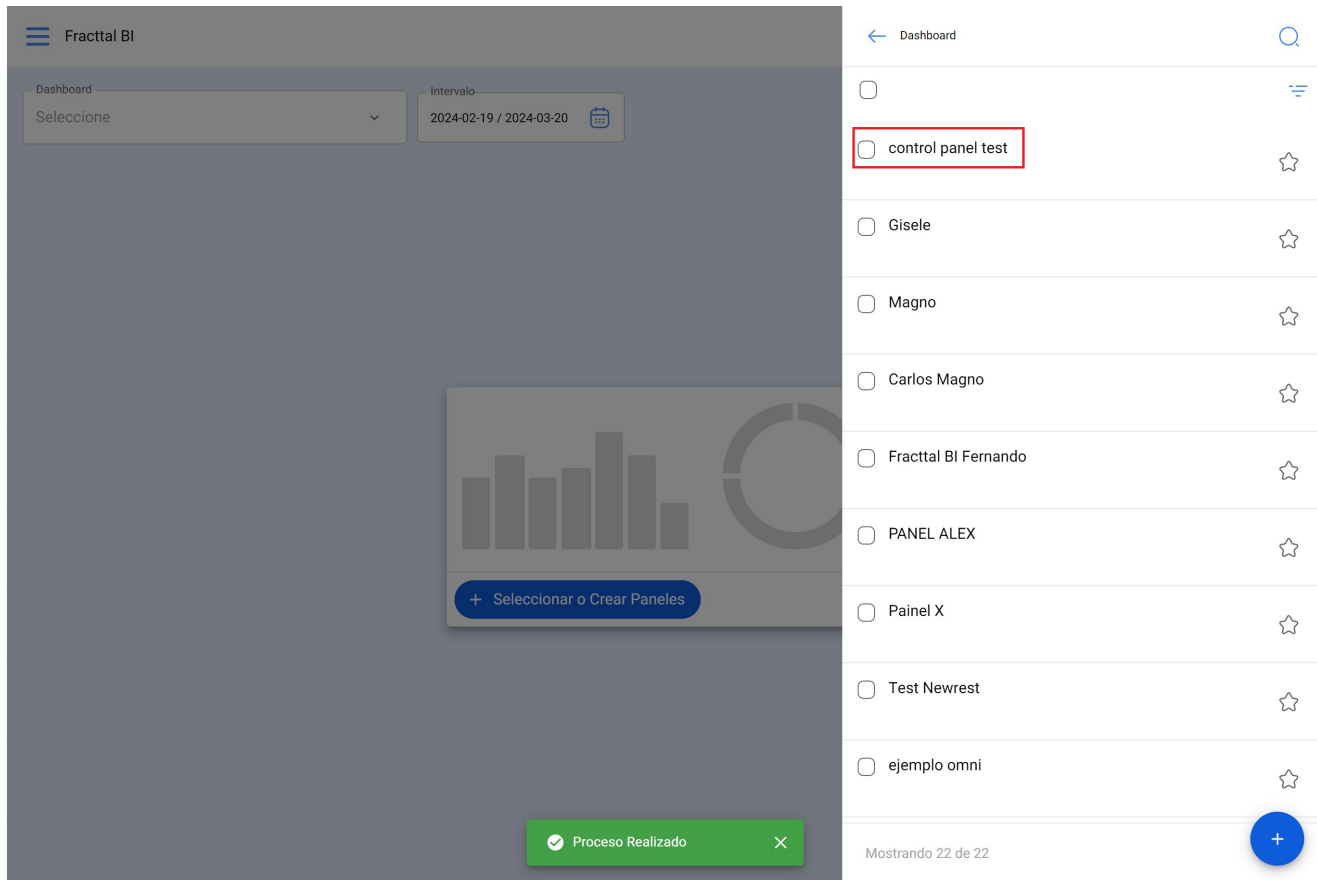 Fracttal BI
Dashboard
Seleccione
Intervalo
2024-02-19 / 2024-03-20
+ Seleccionar o Crear Paneles
Proceso Realizado
Dashboard
control panel test
Gisele
Magno
Carlos Magno
Fracttal BI Fernando
PANEL ALEX
Painel X
Test Newrest
ejemplo omni
Mostrando 22 de 22